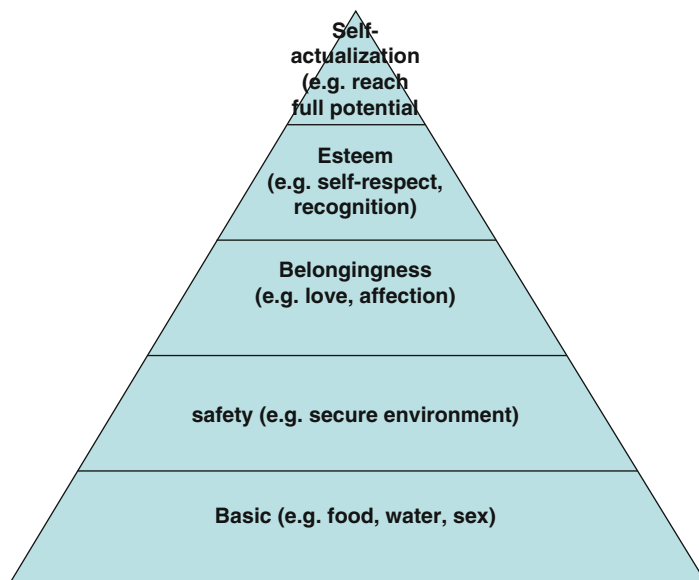 Self-
actualization
(e.g. reach
full potential
Esteem
(e.g. self-respect,
recognition)
Belongingness
(e.g. love, affection)
safety (e.g. secure environment)
Basic (e.g. food, water, sex)